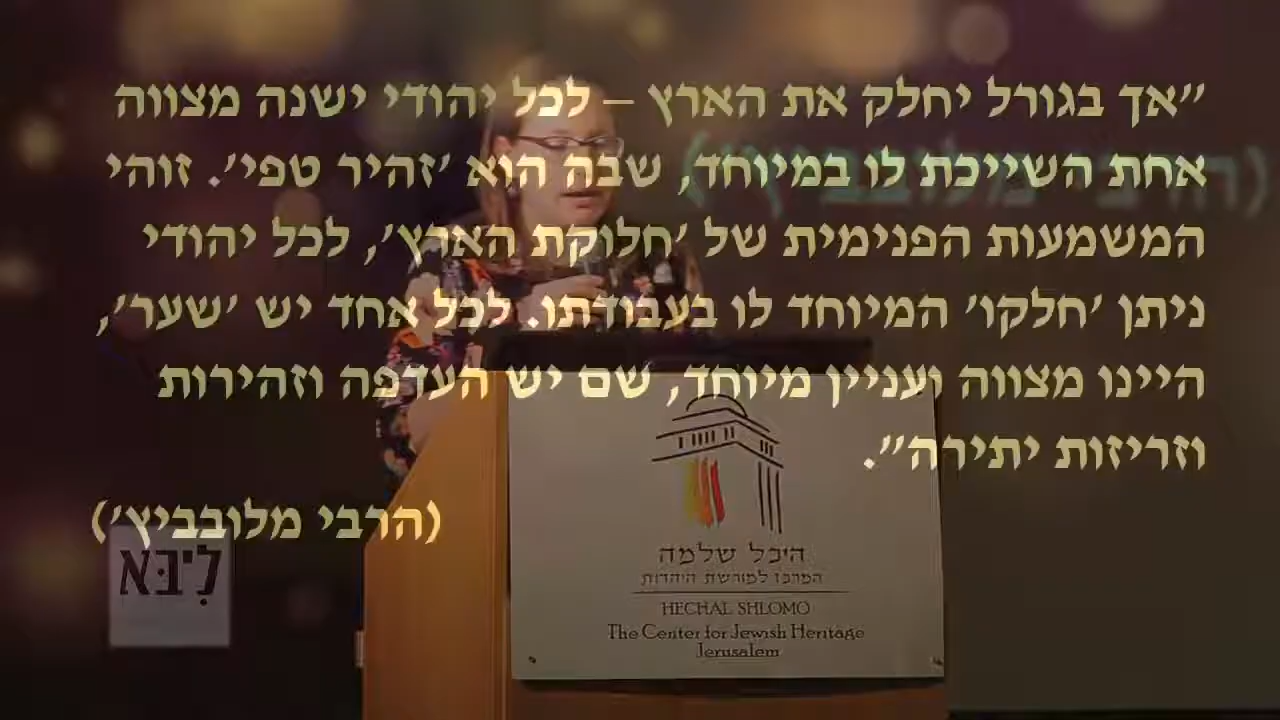 "אך בגורל יחלק את הארץ – לכל יהודי ישנה מצווה
אחת השייכת לו במיוחד, שבה הוא 'זהיר טפי'. זוהי
המשמעות הפנימית של 'חלוקת הארץ', לכל יהודי
ניתן 'חלקו' המיוחד לו בעבודתו. לכל אחד יש 'שער',
היינו מצווה ועניין מיוחד, שם יש העדפה וזהירות
וזריזות יתירה".
(הרבי מלובביץ')
(הרבי מלובביץ')
לִיבָּא
היכל שלמה
המרכז למורשת היהדות
HECHAL SHLOMO
The Center for Jewish Heritage
Jerusalem